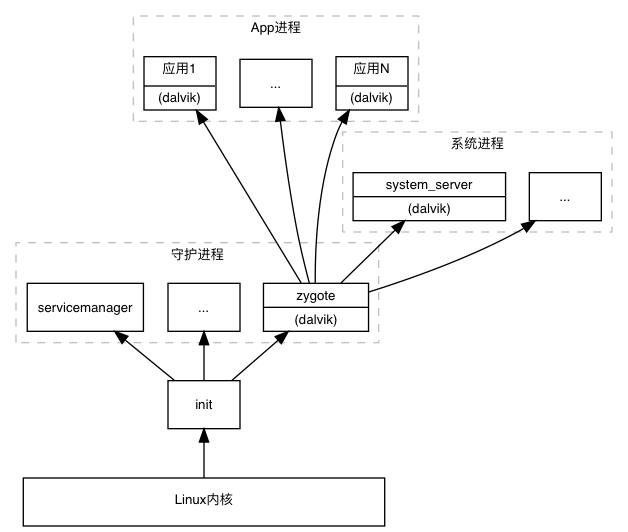 App进程
应用1
(dalvik)
...
应用N
(dalvik)
系统进程
system_server
(dalvik)
...
守护进程
servicemanager
...
zygote
(dalvik)
init
Linux内核